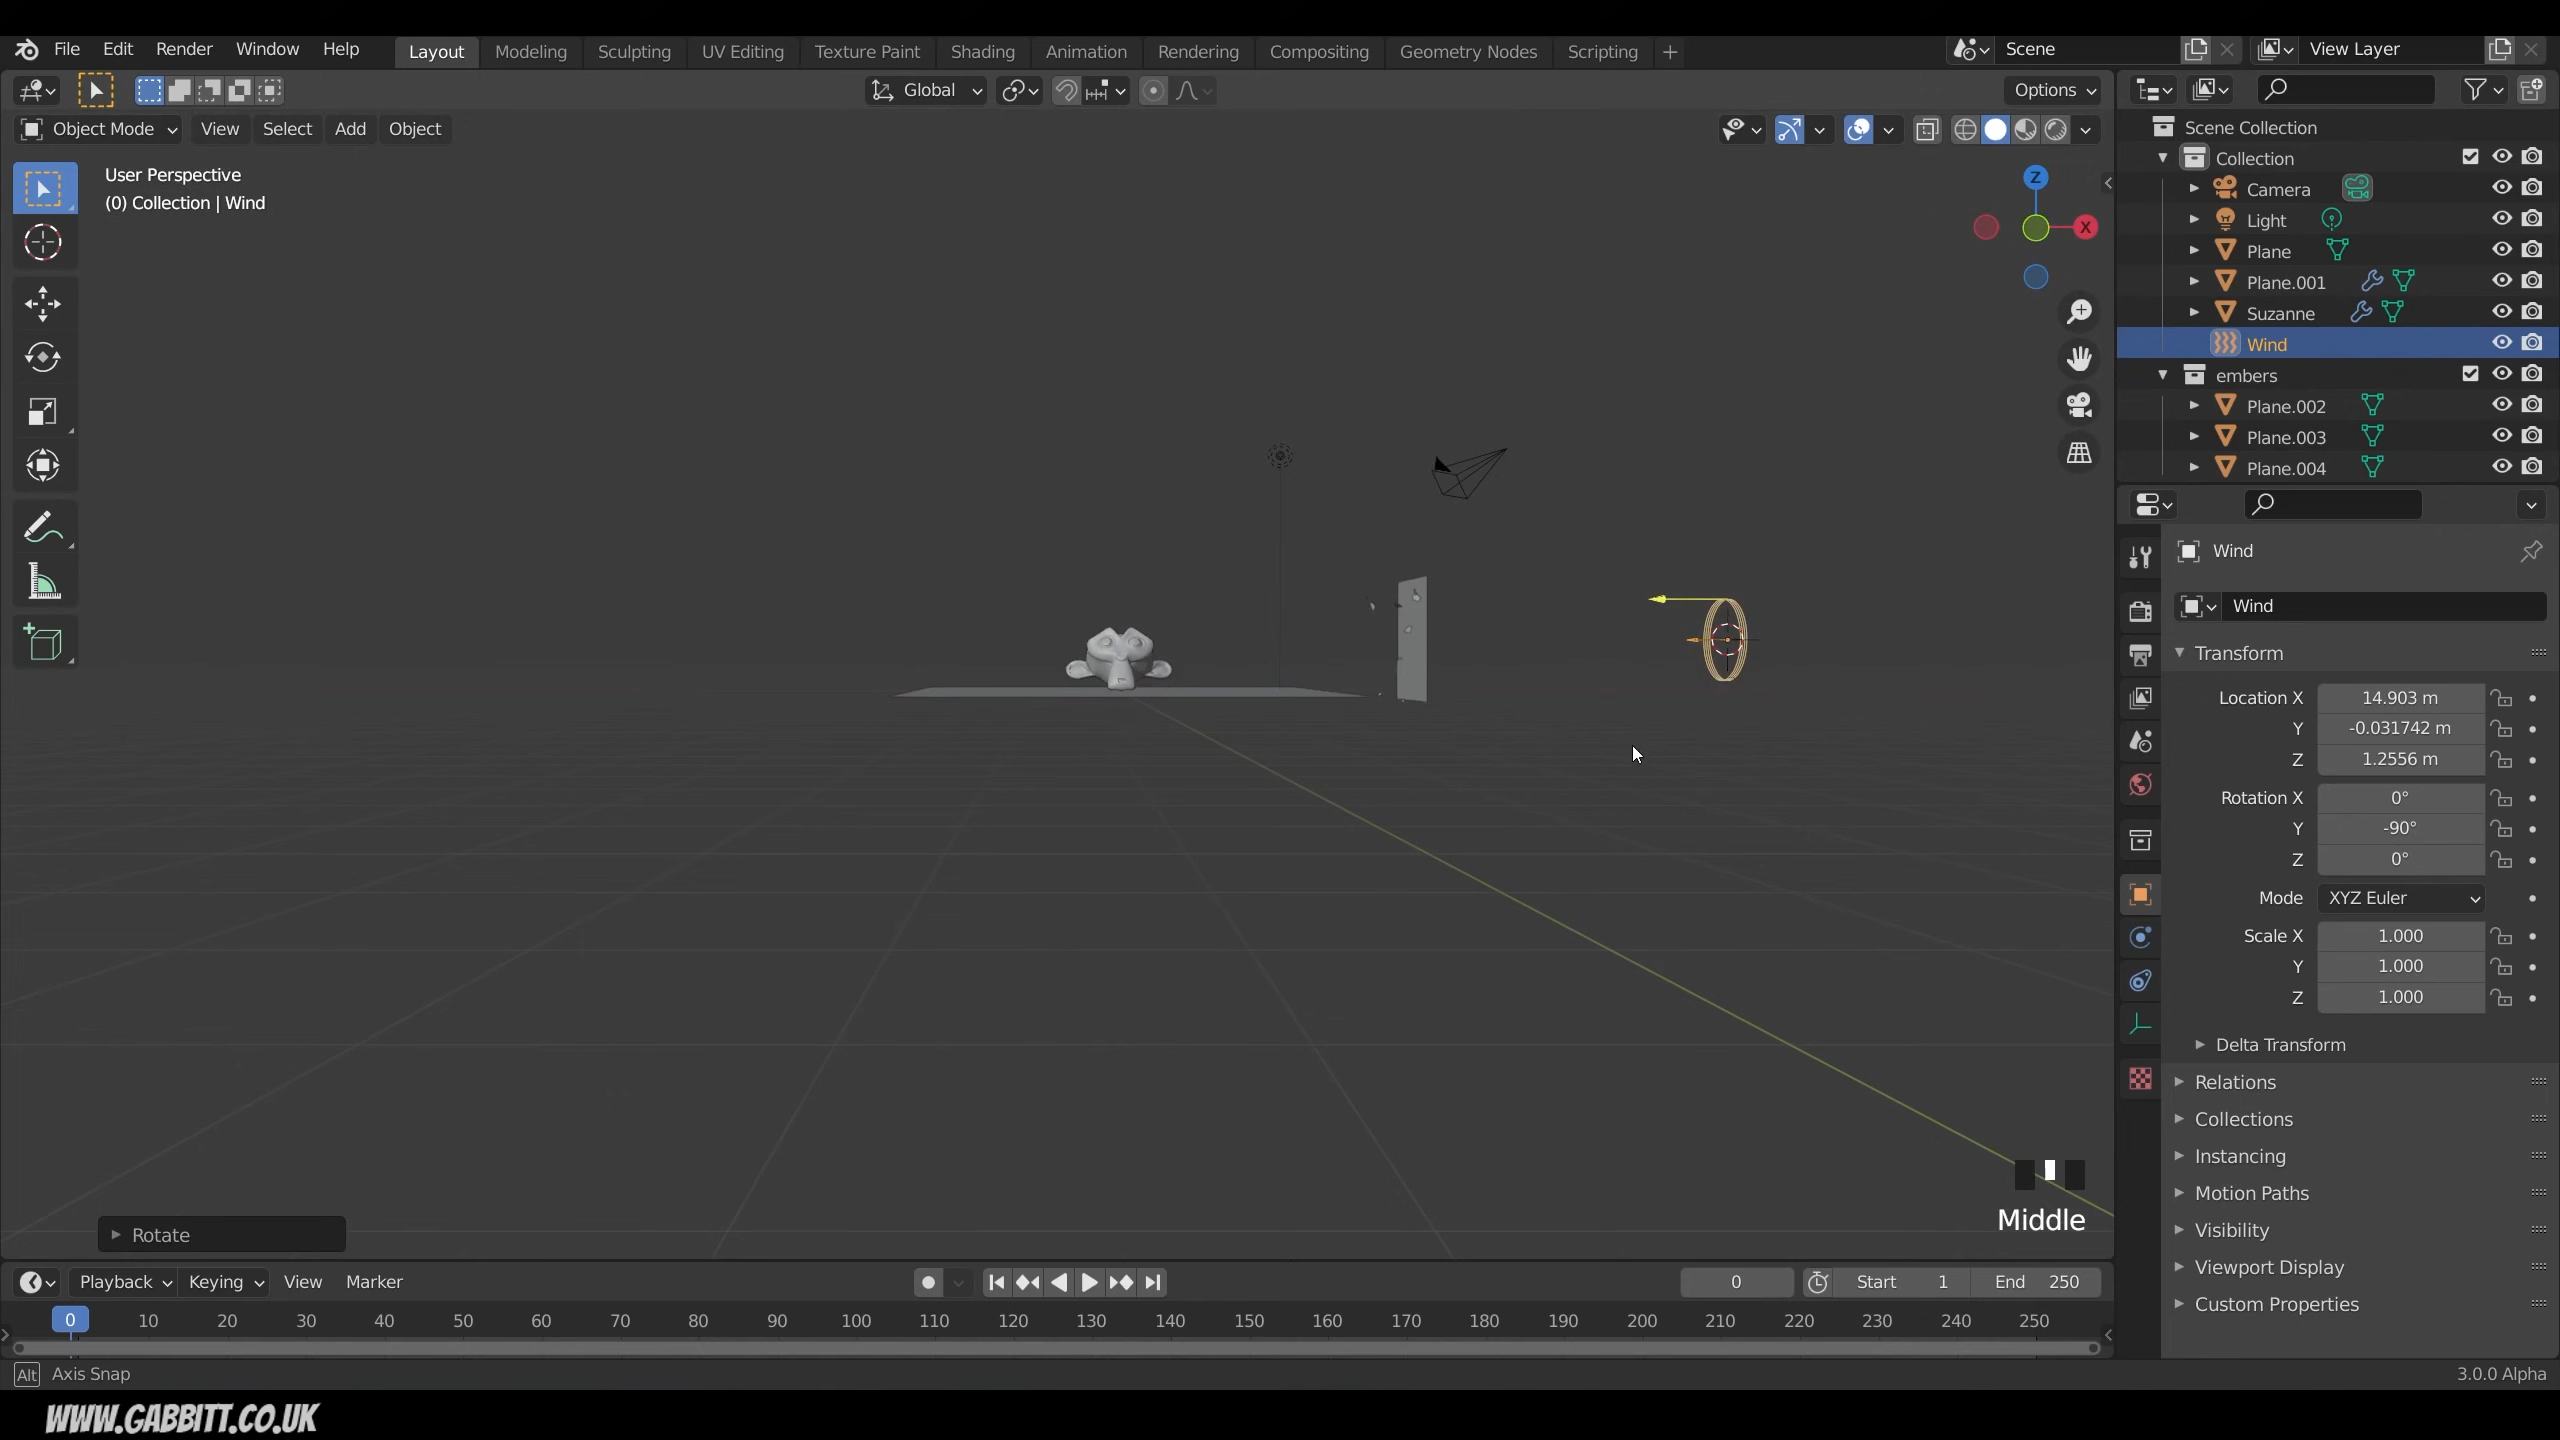 File Edit Render Window Help Layout Modeling Sculpting UV Editing Texture Paint Shading Animation Rendering Compositing Geometry Nodes Scripting Scene View Layer
Global Options
Object Mode View Select Add Object
User Perspective
(0) Collection | Wind
Z
X
Scene Collection
Collection
Camera
Light
Plane
Plane.001
Suzanne
Wind
embers
Plane.002
Plane.003
Plane.004
Wind
Wind
Transform
Location X 14.903 m
Y -0.031742 m
Z 1.2556 m
Rotation X 0°
Y -90°
Z 0°
Mode XYZ Euler
Scale X 1.000
Y 1.000
Z 1.000
Delta Transform
Relations
Collections
Instancing
Motion Paths
Visibility
Viewport Display
Custom Properties
Middle
Rotate
Playback Keying View Marker 0 Start 1 End 250
0 10 20 30 40 50 60 70 80 90 100 110 120 130 140 150 160 170 180 190 200 210 220 230 240 250
Alt Axis Snap 3.0.0 Alpha
WWW.GABBITT.CO.UK